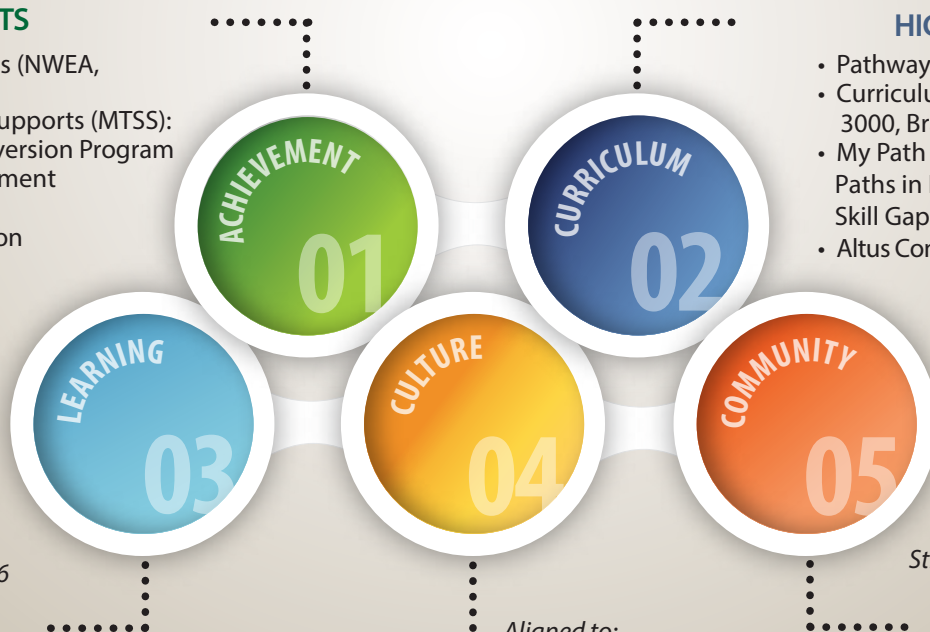 TS
s (NWEA,
upports (MTSS):
version Program
ment
on
HIG
• Pathway
• Curriculu
3000, Br
• My Path
Paths in
Skill Gap
• Altus Con
ACHIEVEMENT
01
CURRICULUM
02
LEARNING
03
CULTURE
04
COMMUNITY
05
6
Aligned to:
St